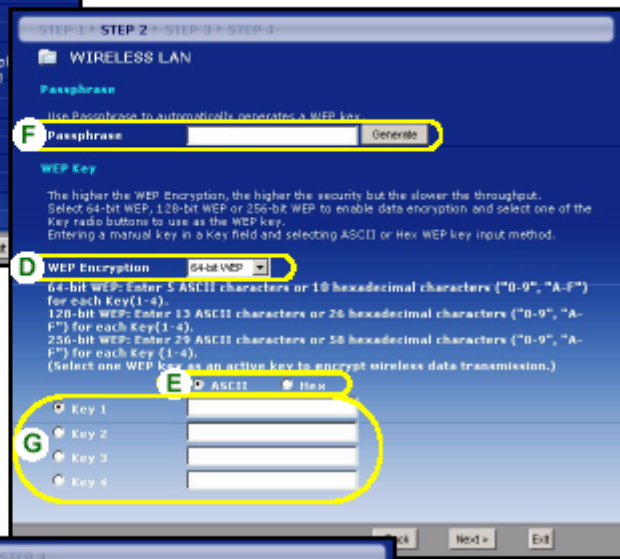 STEP 1 STEP 2 STEP 3 STEP 4
WIRELESS LAN
Passphrase
Use Passphrase to automatically generates a WEP key.
F Passphrase Generate
WEP Key
The higher the WEP Encryption, the higher the security but the slower the throughput.
Select 64-bit WEP, 128-bit WEP or 256-bit WEP to enable data encryption and select one of the
Key radio buttons to use as the WEP key.
Entering a manual key in a Key field and selecting ASCII or Hex WEP key input method.
D WEP Encryption 64-bit WEP
64-bit WEP: Enter 5 ASCII characters or 10 hexadecimal characters ("0-9", "A-F")
for each Key(1-4).
128-bit WEP: Enter 13 ASCII characters or 26 hexadecimal characters ("0-9", "A-
F") for each Key(1-4).
256-bit WEP: Enter 29 ASCII characters or 58 hexadecimal characters ("0-9", "A-
F") for each Key (1-4).
(Select one WEP key as an active key to encrypt wireless data transmission.)
E ASCII Hex
Key 1
Key 2
G
Key 3
Key 4
Next > Exit
STEP 4